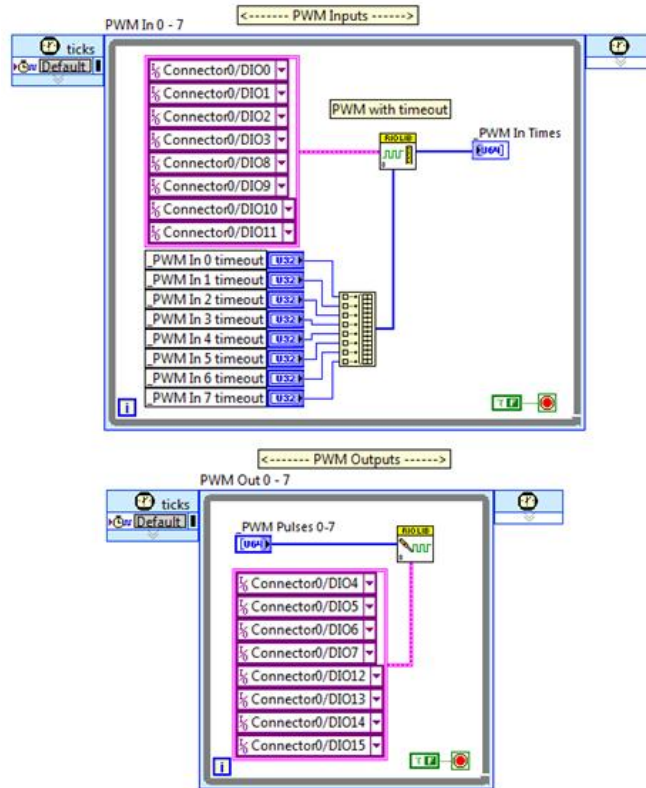 <------- PWM Inputs ------>
PWM In 0 - 7
ticks
Default
Connector0/DIO0
Connector0/DIO1
Connector0/DIO2
Connector0/DIO3
Connector0/DIO8
Connector0/DIO9
Connector0/DIO10
Connector0/DIO11
PWM with timeout
RIO LIB
8
_PWM In Times
[U64]
_PWM In 0 timeout U32
_PWM In 1 timeout U32
_PWM In 2 timeout U32
_PWM In 3 timeout U32
_PWM In 4 timeout U32
_PWM In 5 timeout U32
_PWM In 6 timeout U32
_PWM In 7 timeout U32
i
T F
<------- PWM Outputs ------>
PWM Out 0 - 7
ticks
Default
_PWM Pulses 0-7
[U64]
RIO LIB
8
Connector0/DIO4
Connector0/DIO5
Connector0/DIO6
Connector0/DIO7
Connector0/DIO12
Connector0/DIO13
Connector0/DIO14
Connector0/DIO15
i
T F